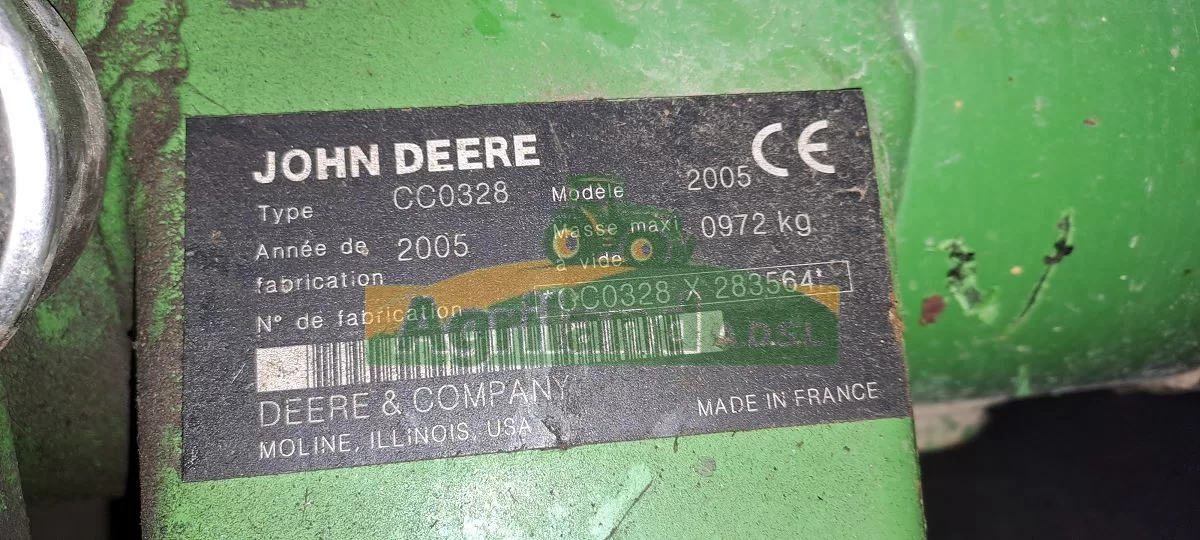 JOHN DEERE CE
Type CC0328 Modèle 2005
Année de fabrication 2005 Masse maxi à vide 0972 kg
N° de fabrication *CC0328 X 283564*
DEERE & COMPANY
MOLINE, ILLINOIS, USA MADE IN FRANCE
A.D.S.L